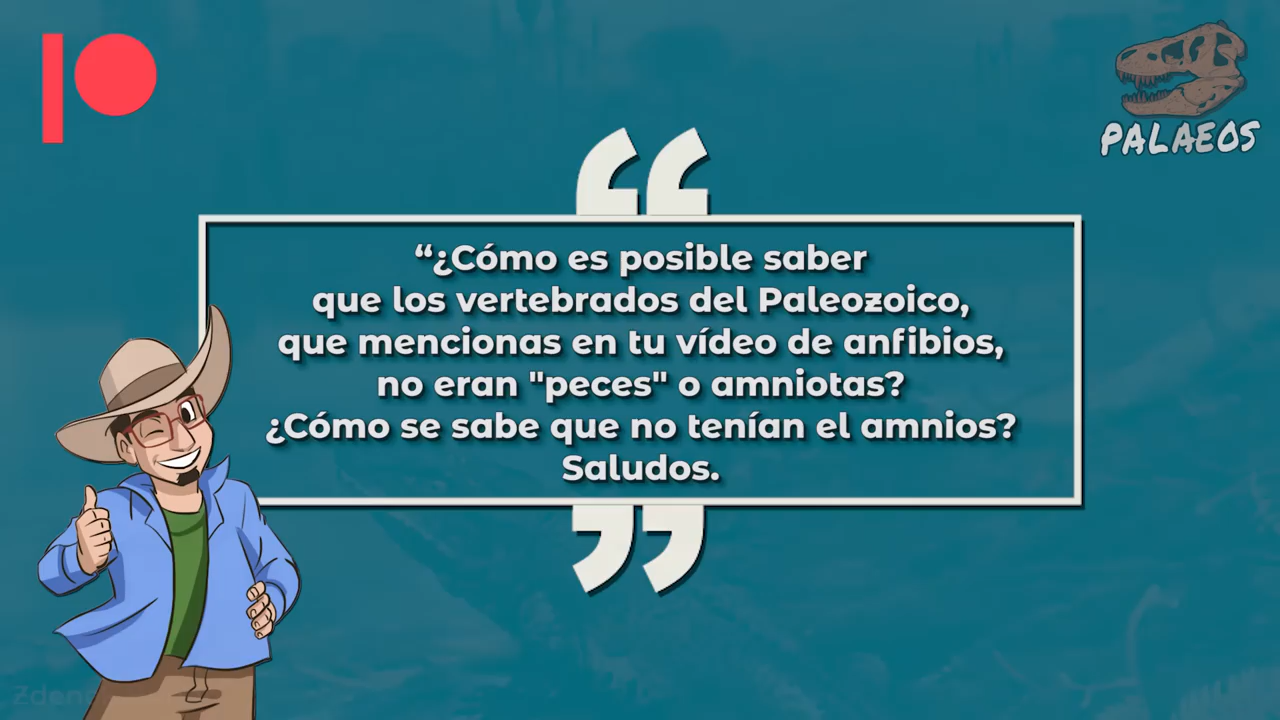 PALAEOS
“¿Cómo es posible saber
que los vertebrados del Paleozoico,
que mencionas en tu vídeo de anfibios,
no eran "peces" o amniotas?
¿Cómo se sabe que no tenían el amnios?
Saludos.